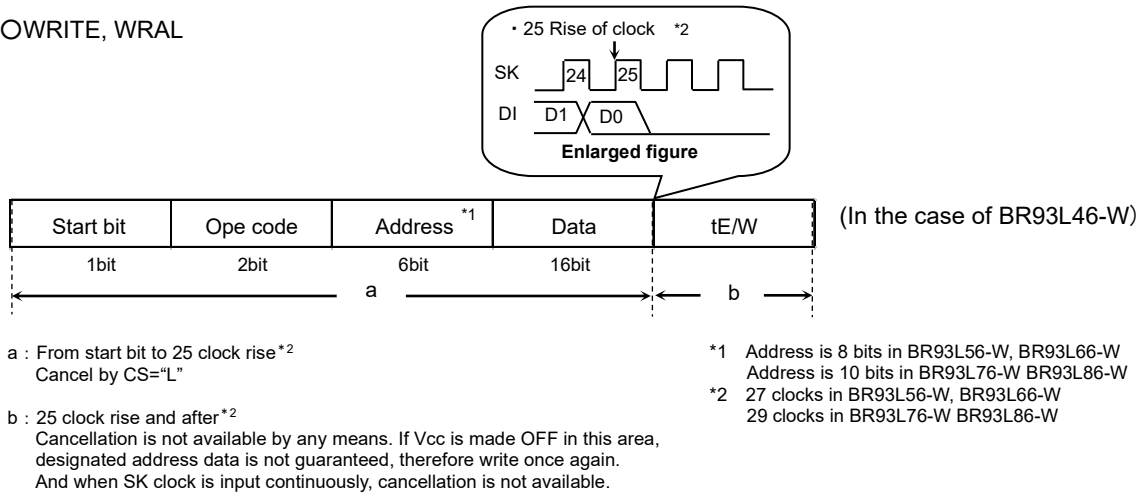 ○WRITE, WRAL
・25 Rise of clock *2
SK 24 25
DI D1 D0
Enlarged figure
Start bit Ope code Address *1 Data tE/W (In the case of BR93L46-W)
1bit 2bit 6bit 16bit
a b
a : From start bit to 25 clock rise*2
Cancel by CS=“L”
b : 25 clock rise and after*2
Cancellation is not available by any means. If Vcc is made OFF in this area,
designated address data is not guaranteed, therefore write once again.
And when SK clock is input continuously, cancellation is not available.
*1 Address is 8 bits in BR93L56-W, BR93L66-W
Address is 10 bits in BR93L76-W BR93L86-W
*2 27 clocks in BR93L56-W, BR93L66-W
29 clocks in BR93L76-W BR93L86-W